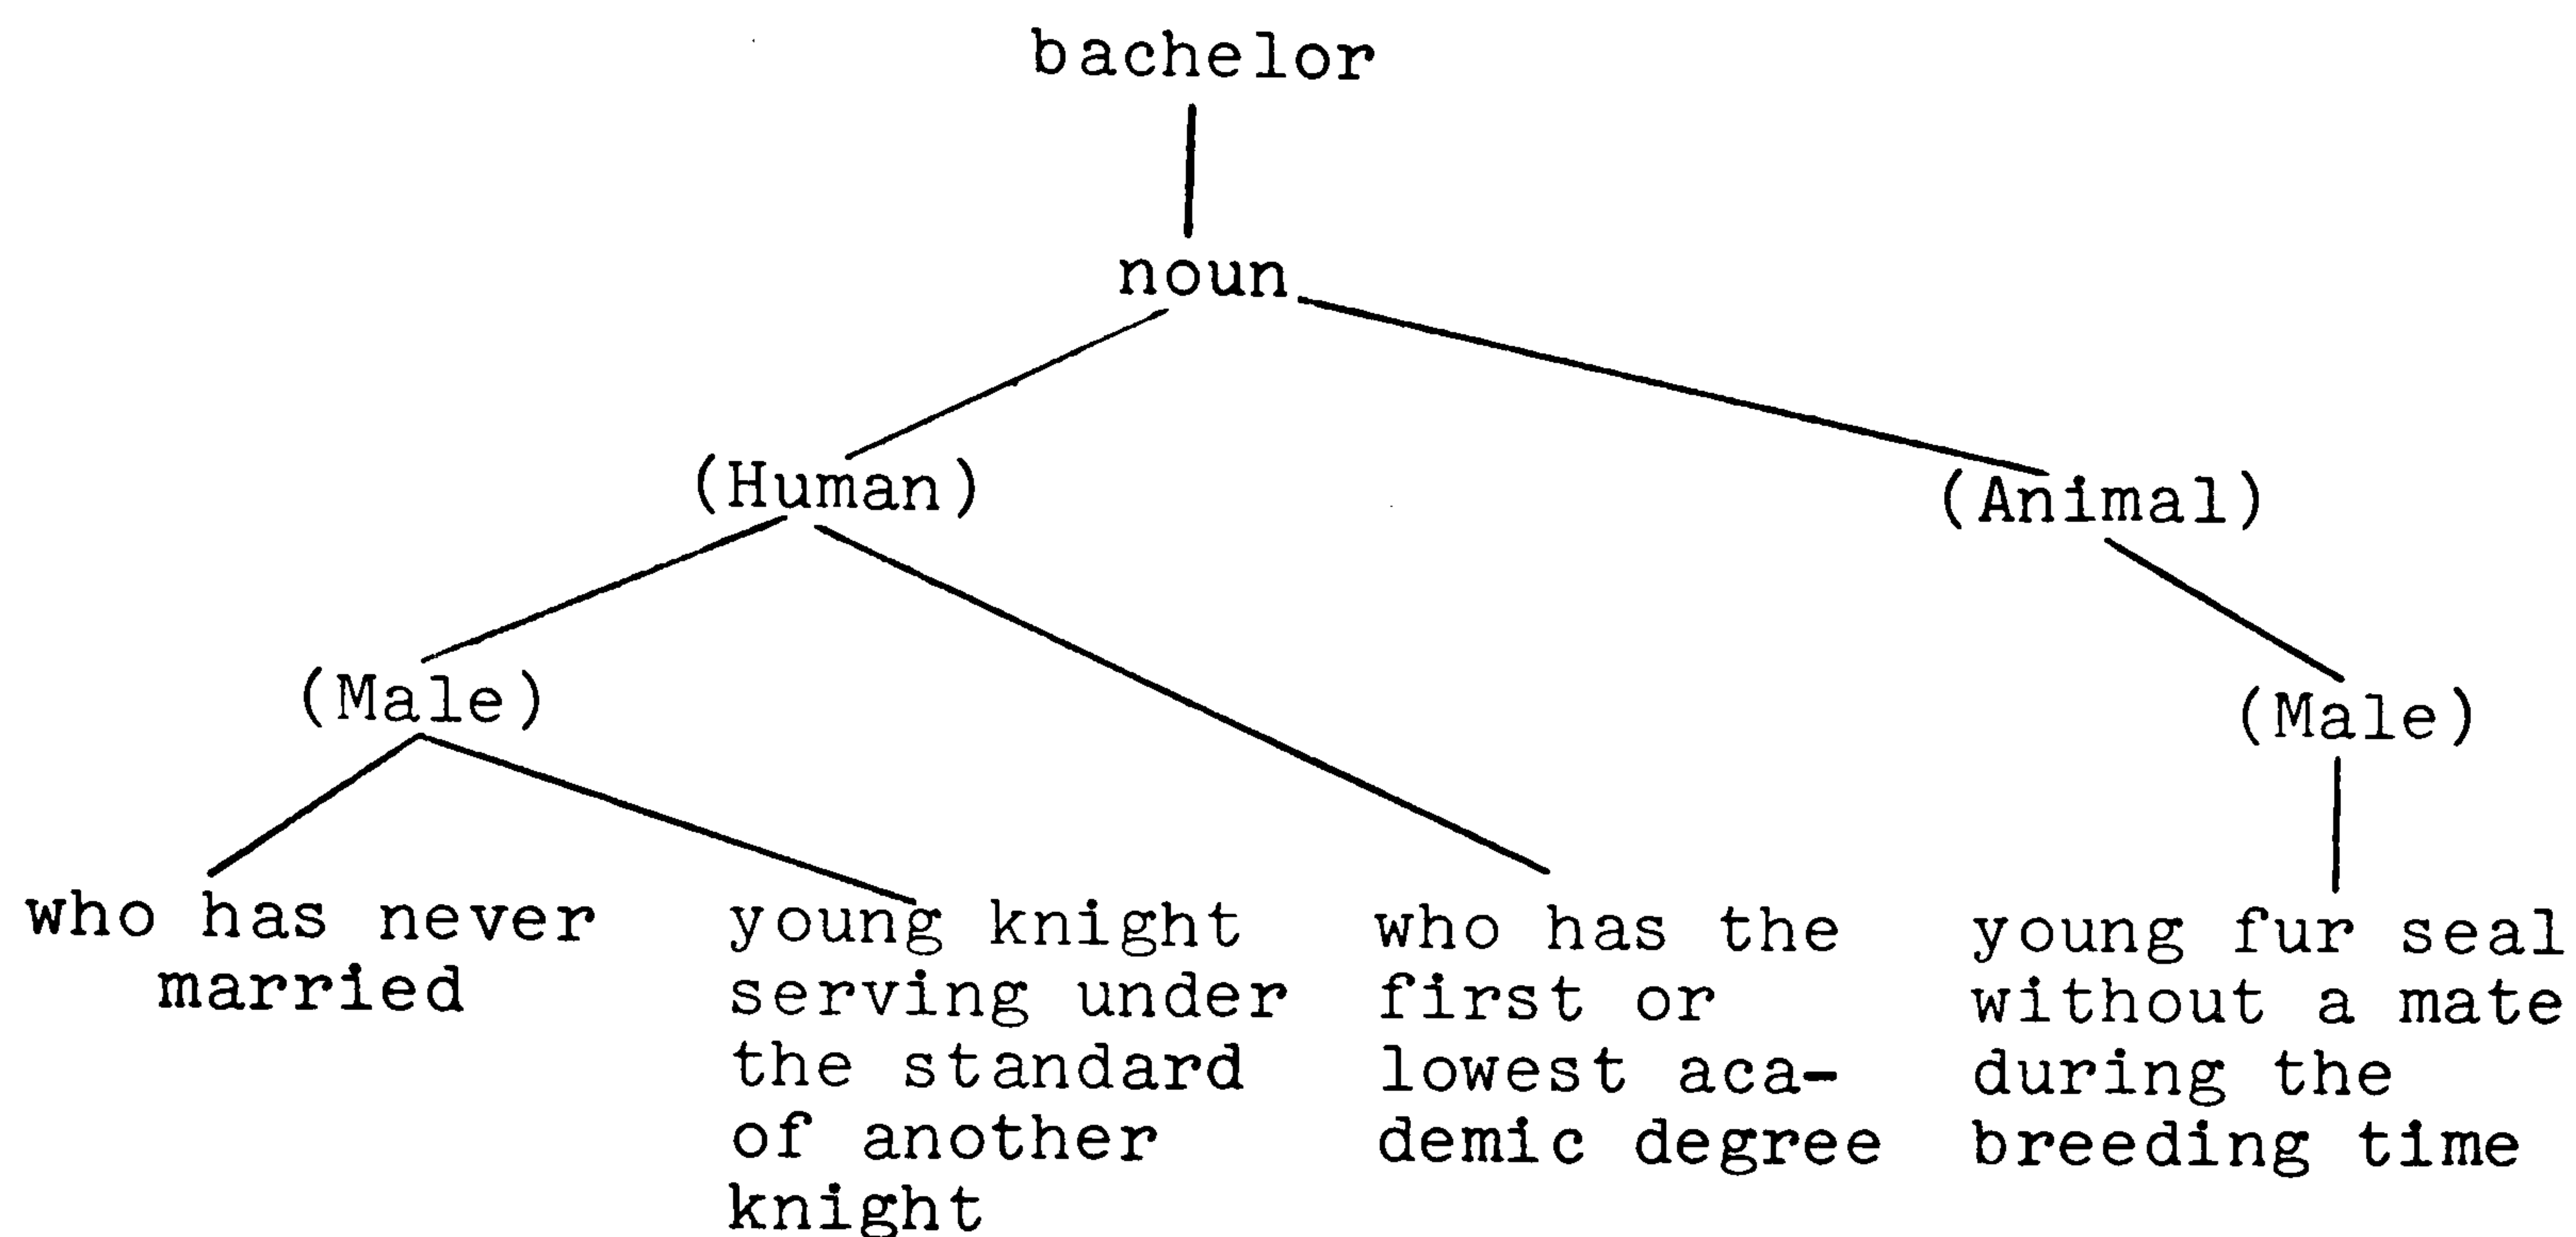 bachelor
noun
(Human)
(Animal)
(Male)
(Male)
who has never
married
young knight
serving under
the standard
of another
knight
who has the
first or
lowest aca-
demic degree
young fur seal
without a mate
during the
breeding time